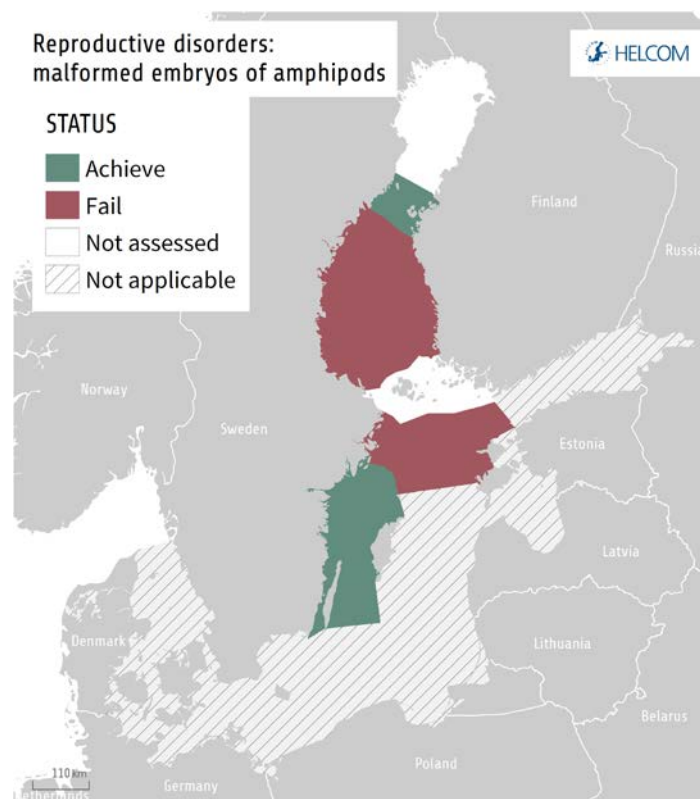 Reproductive disorders:
malformed embryos of amphipods
HELCOM
STATUS
Achieve
Fail
Not assessed
Not applicable
Finland
Russia
Norway
Sweden
Estonia
Latvia
Denmark
Lithuania
Belarus
110 Km
Poland
Germany
Netherlands